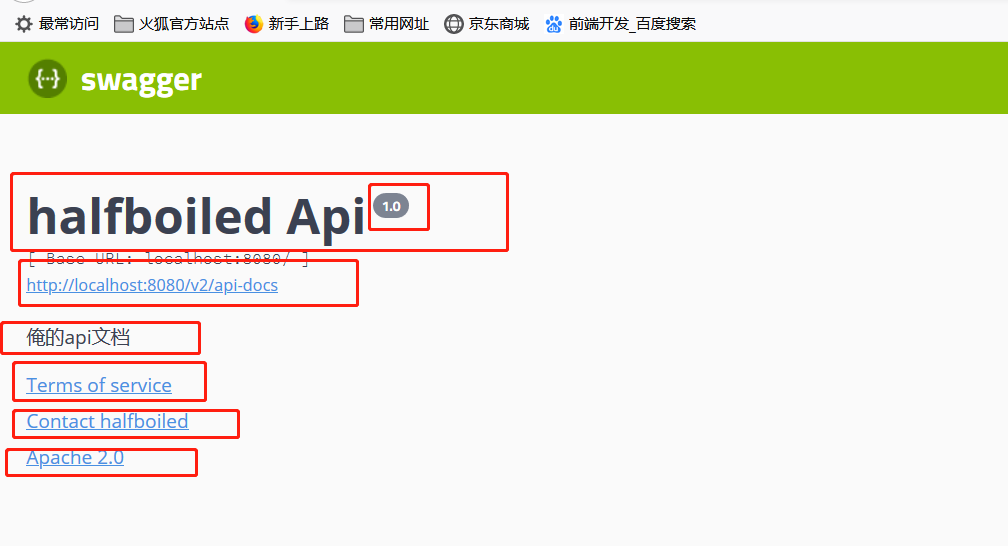 最常访问 火狐官方站点 新手上路 常用网址 京东商城 前端开发_百度搜索
{···} swagger
halfboiled Api 1.0
[ Base URL: localhost:8080/ ]
http://localhost:8080/v2/api-docs
俺的api文档
Terms of service
Contact halfboiled
Apache 2.0